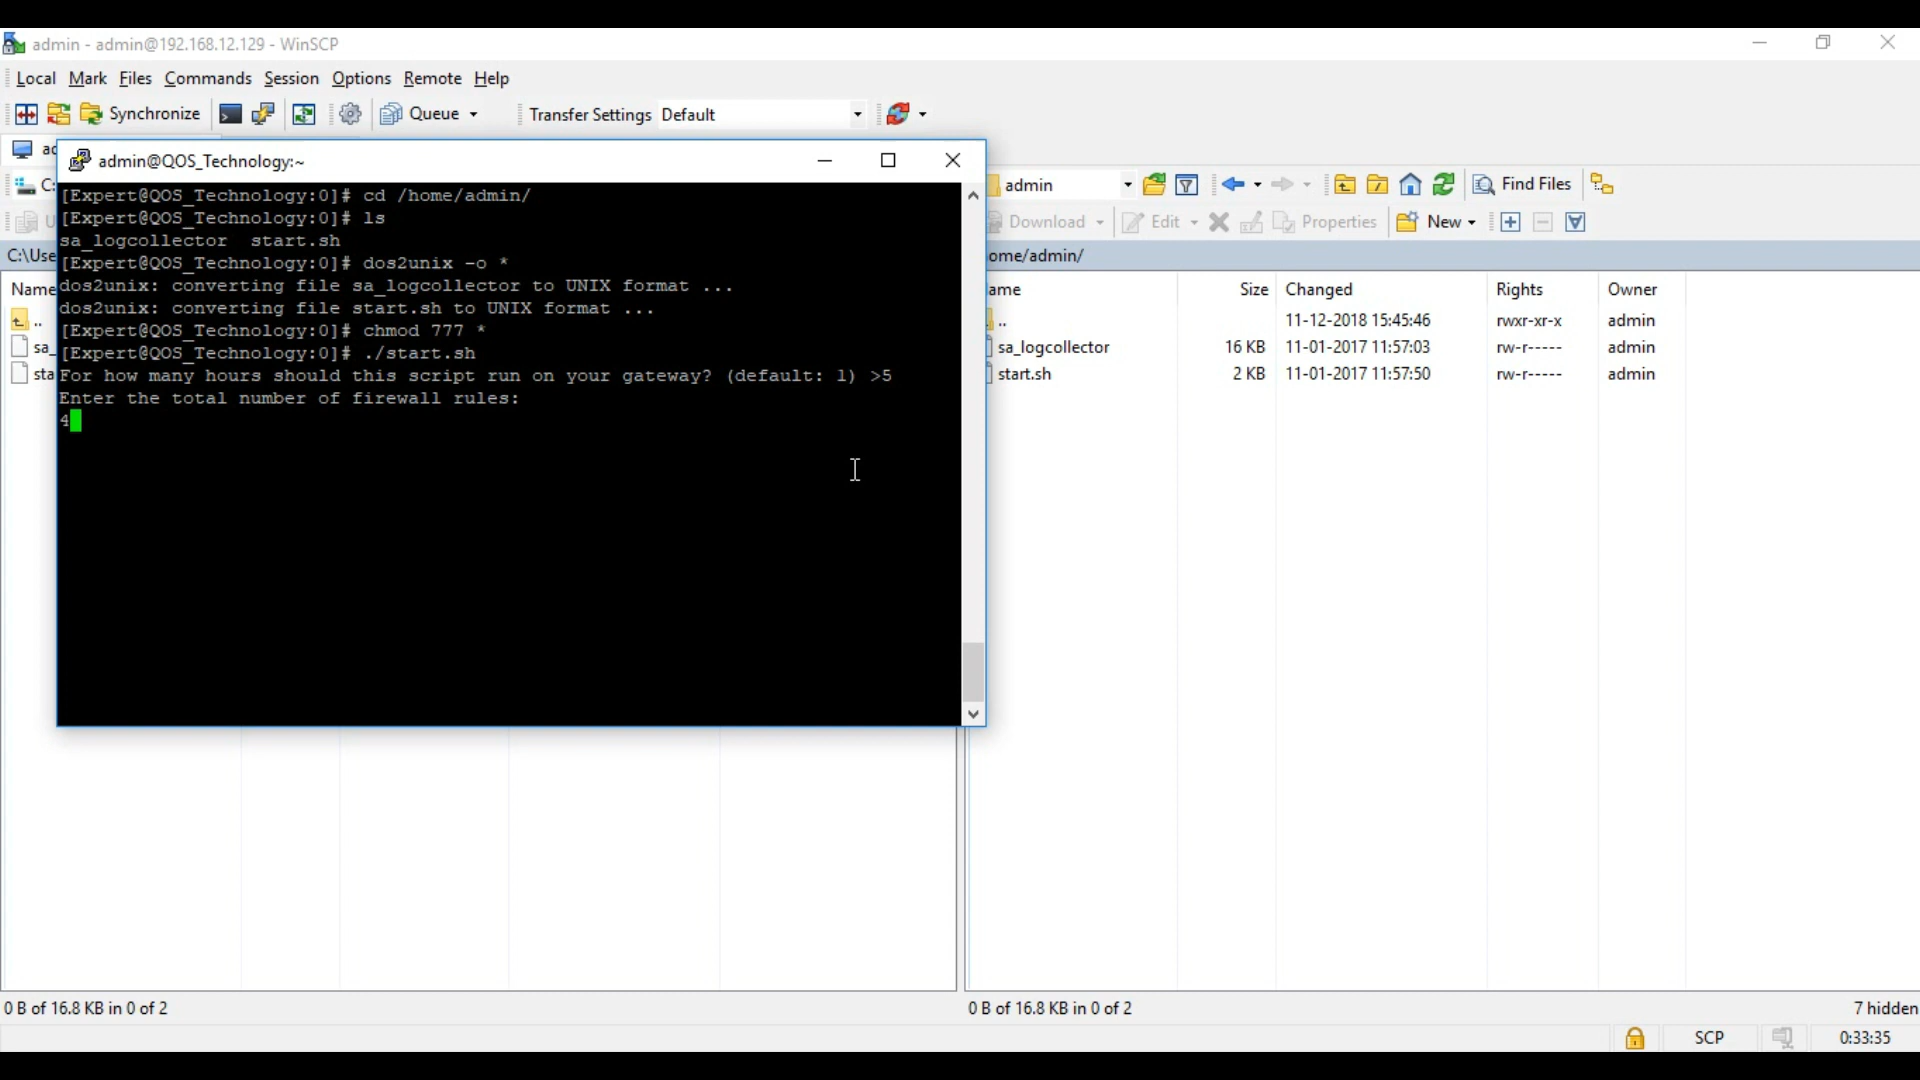 admin - admin@192.168.12.129 - WinSCP
Local Mark Files Commands Session Options Remote Help
Synchronize Queue Transfer Settings Default
admin@QOS_Technology:~
[Expert@QOS_Technology:0]# cd /home/admin/
[Expert@QOS_Technology:0]# ls
sa_logcollector  start.sh
[Expert@QOS_Technology:0]# dos2unix -o *
dos2unix: converting file sa_logcollector to UNIX format ...
dos2unix: converting file start.sh to UNIX format ...
[Expert@QOS_Technology:0]# chmod 777 *
[Expert@QOS_Technology:0]# ./start.sh
For how many hours should this script run on your gateway? (default: 1) >5
Enter the total number of firewall rules:
4
C:
C:\Use
Name
..
sa_
sta
admin Find Files
Download Edit Properties New
ome/admin/
ame Size Changed Rights Owner
.. 11-12-2018 15:45:46 rwxr-xr-x admin
sa_logcollector 16 KB 11-01-2017 11:57:03 rw-r----- admin
start.sh 2 KB 11-01-2017 11:57:50 rw-r----- admin
0 B of 16.8 KB in 0 of 2
0 B of 16.8 KB in 0 of 2 7 hidden
SCP 0:33:35